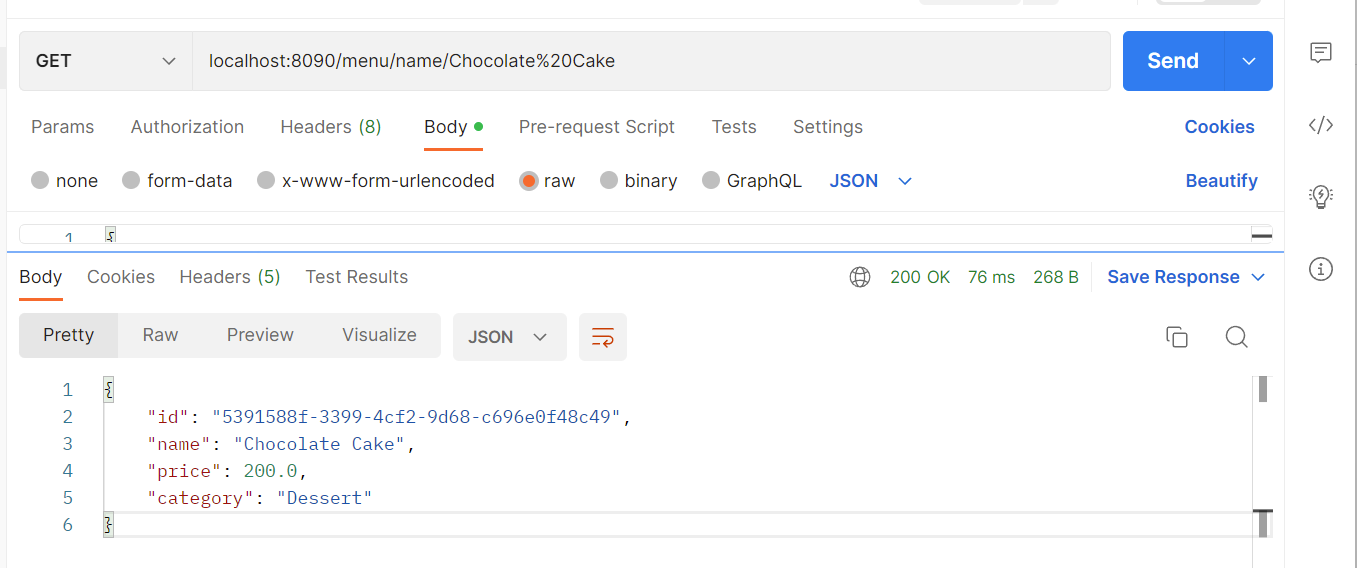 GET localhost:8090/menu/name/Chocolate%20Cake Send
Params Authorization Headers (8) Body Pre-request Script Tests Settings Cookies
none form-data x-www-form-urlencoded raw binary GraphQL JSON Beautify
1 {
Body Cookies Headers (5) Test Results 200 OK 76 ms 268 B Save Response
Pretty Raw Preview Visualize JSON
1 {
2 "id": "5391588f-3399-4cf2-9d68-c696e0f48c49",
3 "name": "Chocolate Cake",
4 "price": 200.0,
5 "category": "Dessert"
6 }